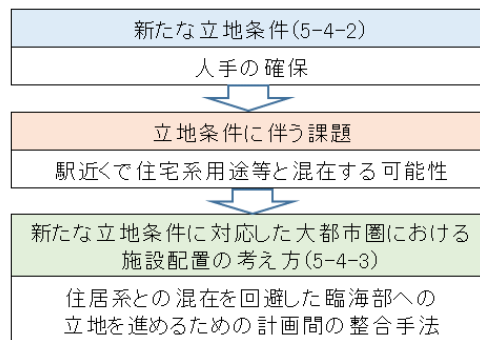 新たな立地条件(5-4-2)
人手の確保
立地条件に伴う課題
駅近くで住宅系用途等と混在する可能性
新たな立地条件に対応した大都市圏における
施設配置の考え方(5-4-3)
住居系との混在を回避した臨海部への
立地を進めるための計画間の整合手法